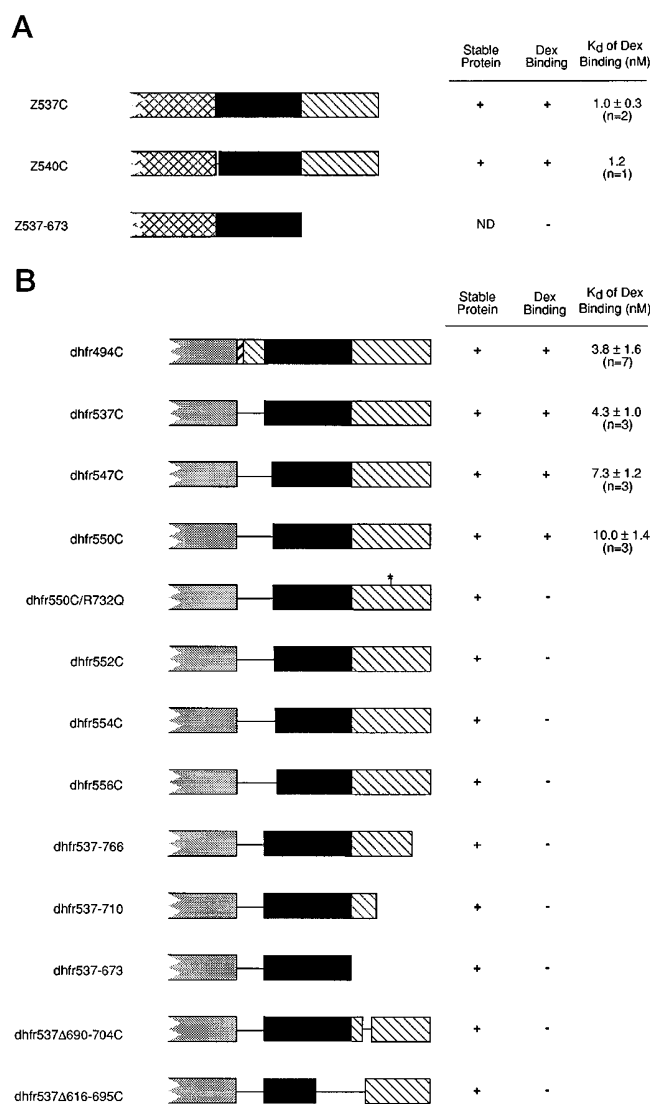 A
Stable Protein Dex Binding Kd of Dex Binding (nM)
Z537C + + 1.0 ± 0.3 (n=2)
Z540C + + 1.2 (n=1)
Z537-673 ND -
B
Stable Protein Dex Binding Kd of Dex Binding (nM)
dhfr494C + + 3.8 ± 1.6 (n=7)
dhfr537C + + 4.3 ± 1.0 (n=3)
dhfr547C + + 7.3 ± 1.2 (n=3)
dhfr550C + + 10.0 ± 1.4 (n=3)
*
dhfr550C/R732Q + -
dhfr552C + -
dhfr554C + -
dhfr556C + -
dhfr537-766 + -
dhfr537-710 + -
dhfr537-673 + -
dhfr537Δ690-704C + -
dhfr537Δ616-695C + -